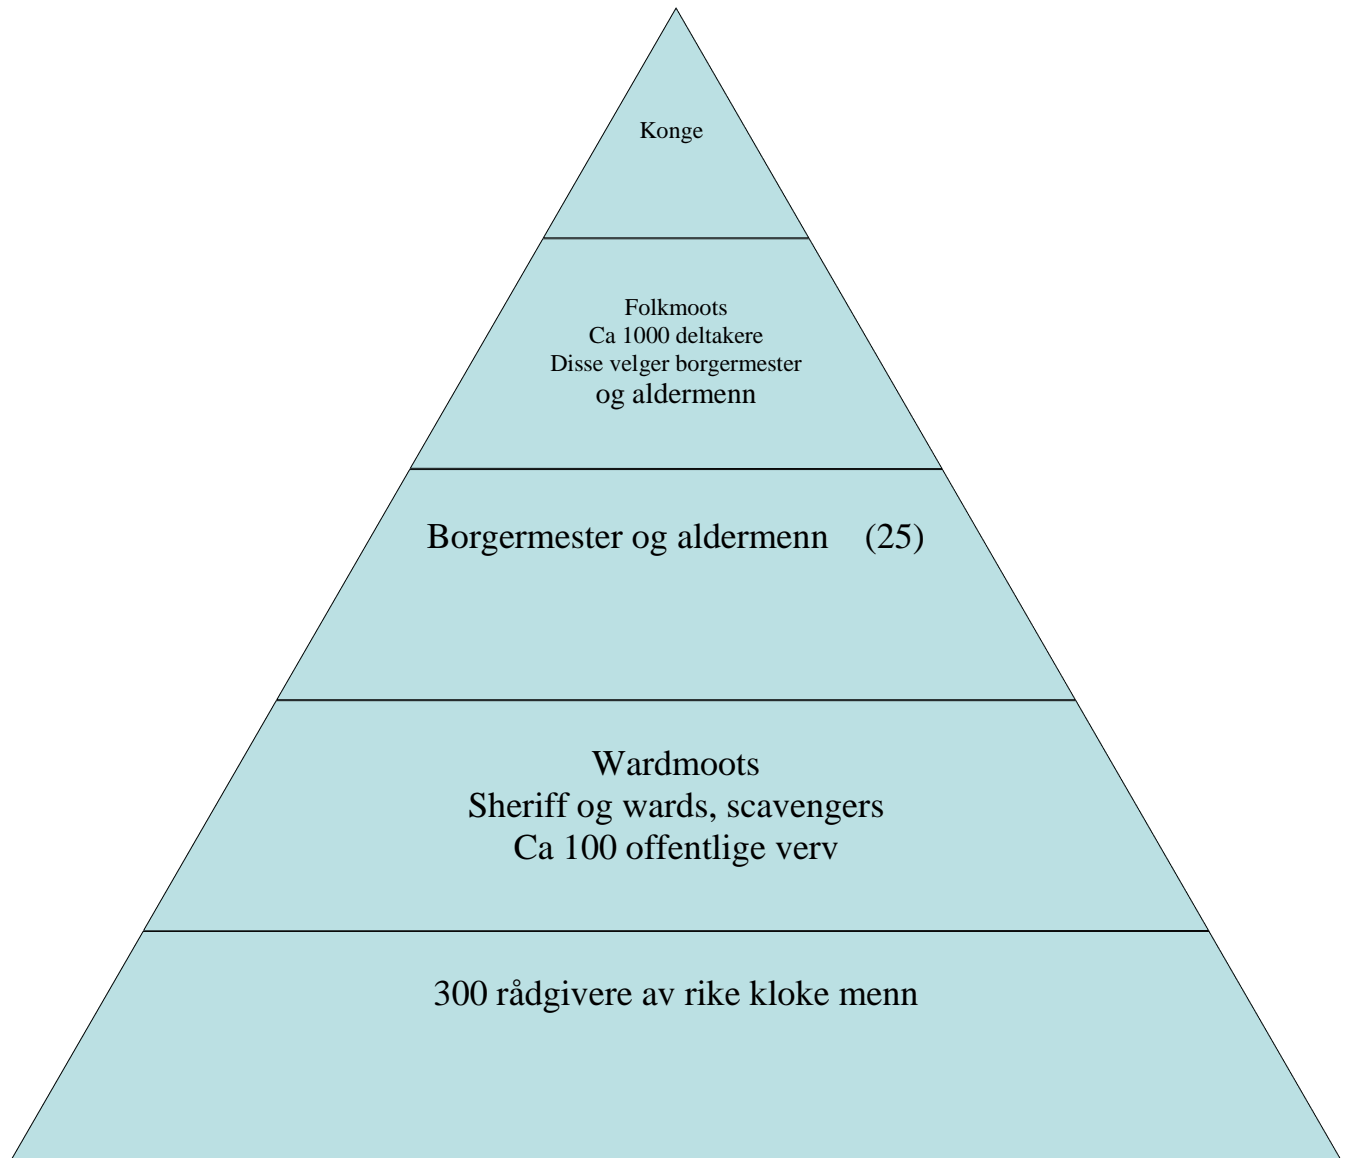 Konge
Folkmoots
Ca 1000 deltakere
Disse velger borgermester
og aldermenn
Borgermester og aldermenn (25)
Wardmoots
Sheriff og wards, scavengers
Ca 100 offentlige verv
300 rådgivere av rike kloke menn